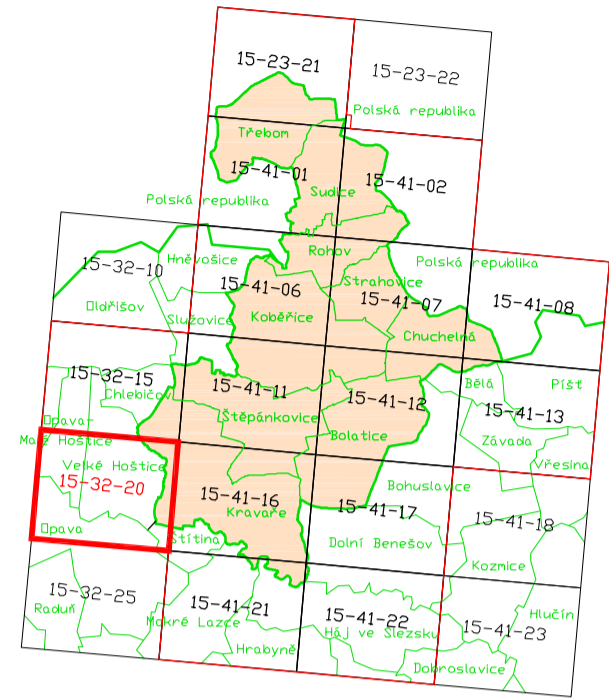 15-23-21
15-23-22
Polská republika
Třebom
15-41-01
15-41-02
Sudice
Polská republika
Rohov
Hněvošice
Polská republika
15-32-10
15-41-06
Strahovice
15-41-07
15-41-08
Oldřišov
Služovice
Kobeřice
Chuchelná
15-32-15
15-41-11
15-41-12
Bělá
Píšť
Chlebičov
Štěpánkovice
15-41-13
Opava-
Malé Hoštice
Bolatice
Závada
Velké Hoštice
Vřesina
15-32-20
15-41-16
Bohuslavice
Kravaře
15-41-17
15-41-18
Opava
Štítina
Dolní Benešov
Kozmice
15-32-25
15-41-21
15-41-22
Raduň
Mokré Lazce
Háj ve Slezsku
15-41-23
Hlučín
Hrabyně
Dobroslavice